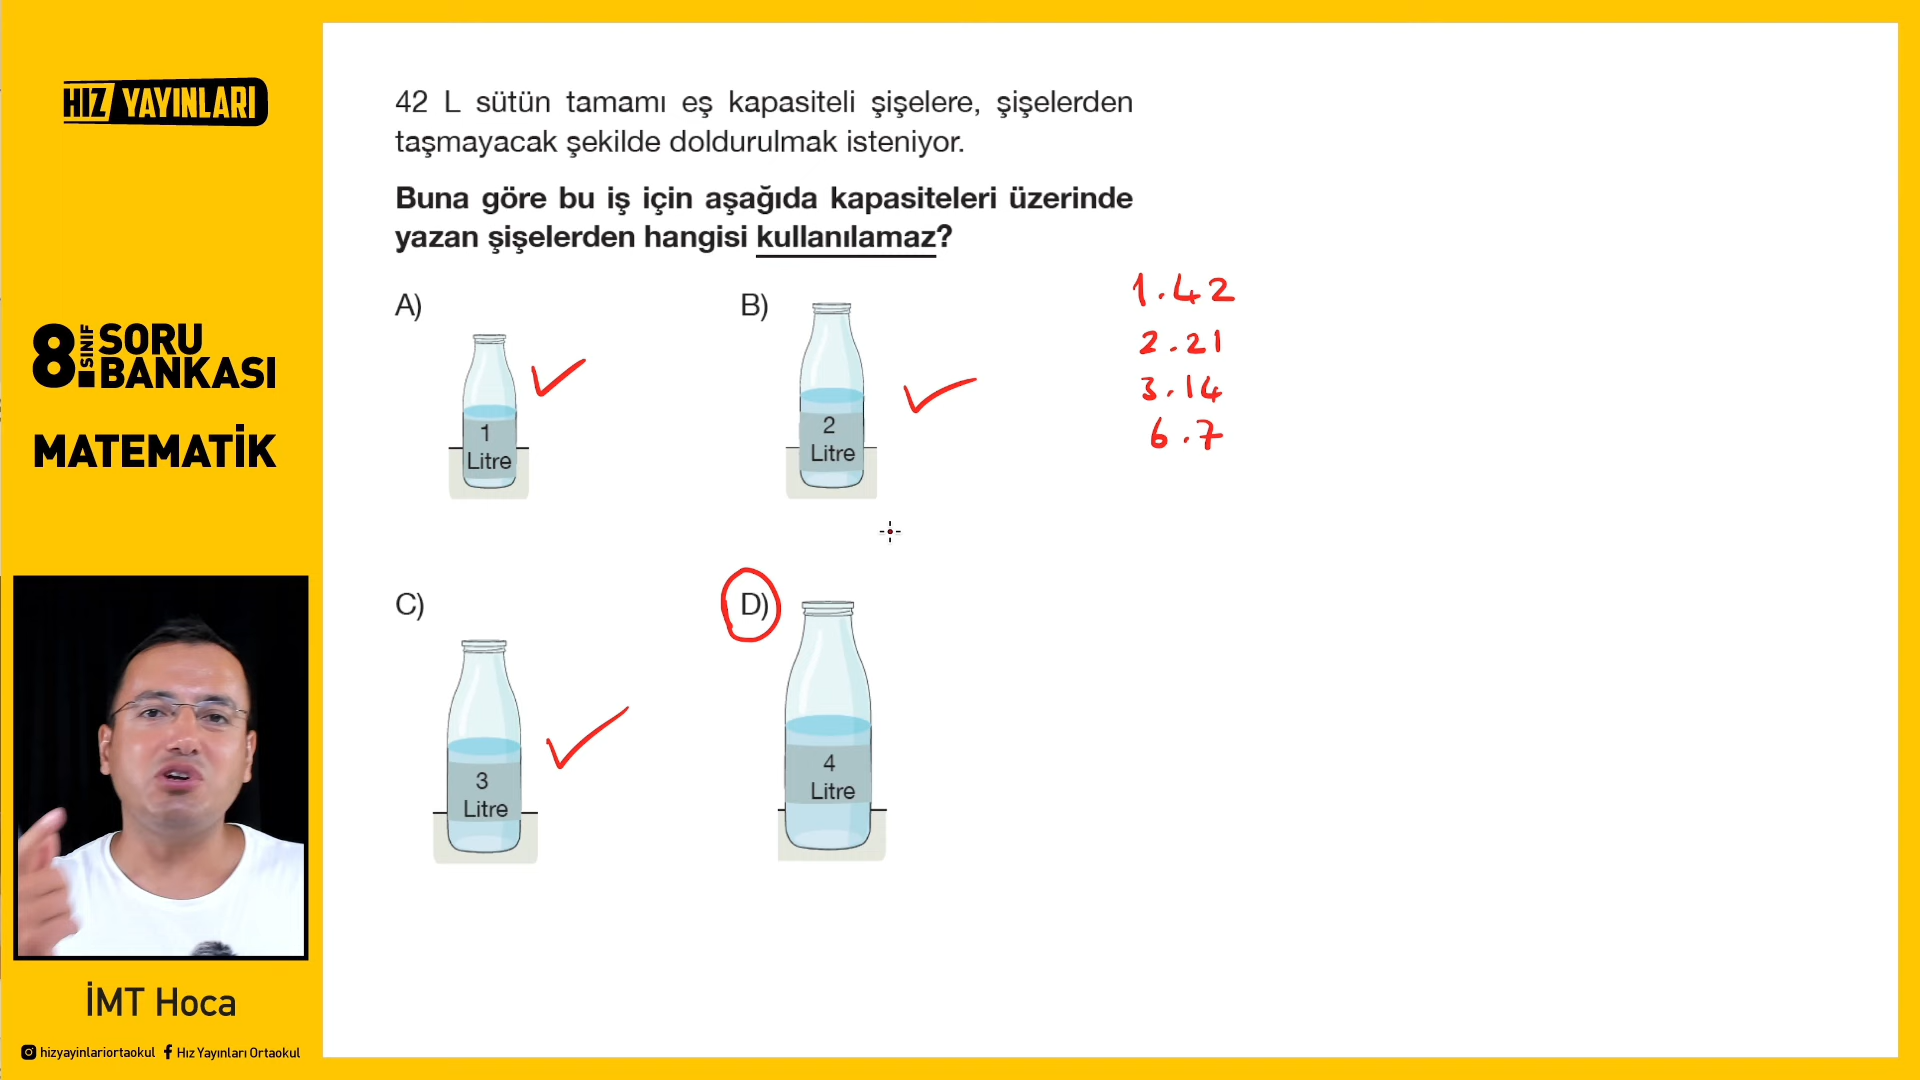 HIZ YAYINLARI
8. SINIF
SORU
BANKASI
MATEMATİK
İMT Hoca
hizyayinlariortaokul Hız Yayınları Ortaokul
42 L sütün tamamı eş kapasiteli şişelere, şişelerden
taşmayacak şekilde doldurulmak isteniyor.
Buna göre bu iş için aşağıda kapasiteleri üzerinde
yazan şişelerden hangisi kullanılamaz?
A)
1
Litre
B)
2
Litre
C)
3
Litre
D)
4
Litre
1.42
2.21
3.14
6.7